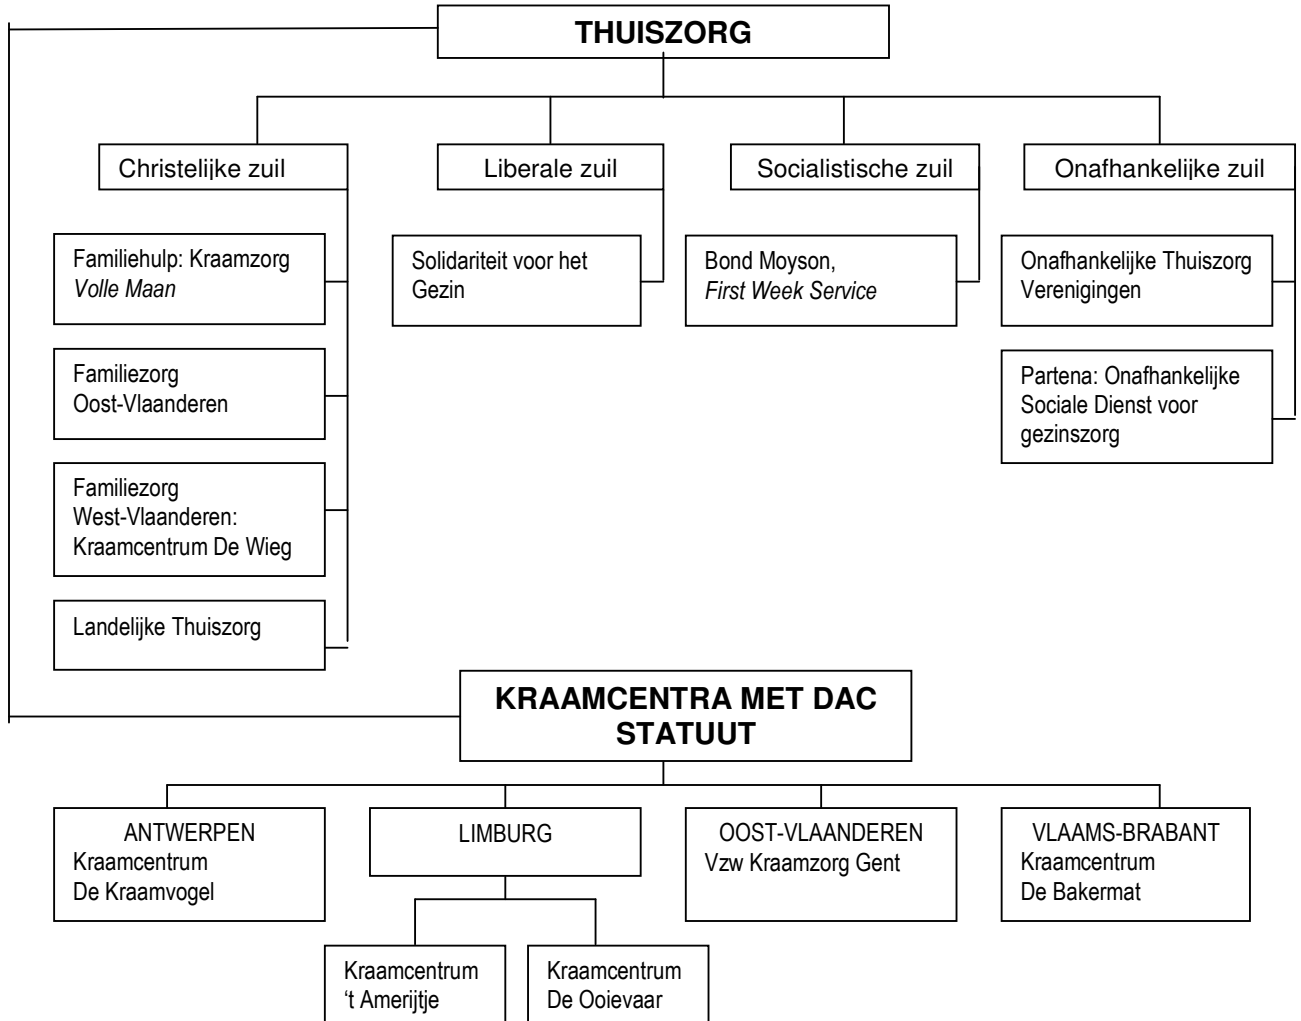 THUISZORG
Christelijke zuil
Liberale zuil
Socialistische zuil
Onafhankelijke zuil
Familiehulp: Kraamzorg
Volle Maan
Solidariteit voor het
Gezin
Bond Moyson,
First Week Service
Onafhankelijke Thuiszorg
Verenigingen
Familiezorg
Oost-Vlaanderen
Partena: Onafhankelijke
Sociale Dienst voor
gezinszorg
Familiezorg
West-Vlaanderen:
Kraamcentrum De Wieg
Landelijke Thuiszorg
KRAAMCENTRA MET DAC
STATUUT
ANTWERPEN
Kraamcentrum
De Kraamvogel
LIMBURG
OOST-VLAANDEREN
Vzw Kraamzorg Gent
VLAAMS-BRABANT
Kraamcentrum
De Bakermat
Kraamcentrum
‘t Amerijtje
Kraamcentrum
De Ooievaar